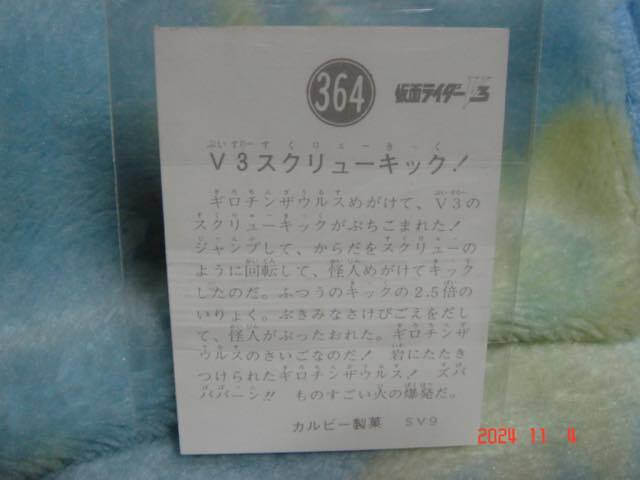 364 仮面ライダーV3
V3スクリューキック!
ギロチンザウルスめがけて、V3の
スクリューキックがぶちこまれた!
ジャンプして、からだをスクリューの
ように回転して、怪人めがけてキック
したのだ。ふつうのキックの2.5倍の
いりょく。ぶきみなさけびごえをだし
て、怪人がぶったおれた。ギロチンザ
ウルスのさいごなのだ! 岩にたたき
つけられたギロチンザウルス! ズバ
ババーン!! ものすごい火の爆発だ。
カルビー製菓 SV9
2024 11 4